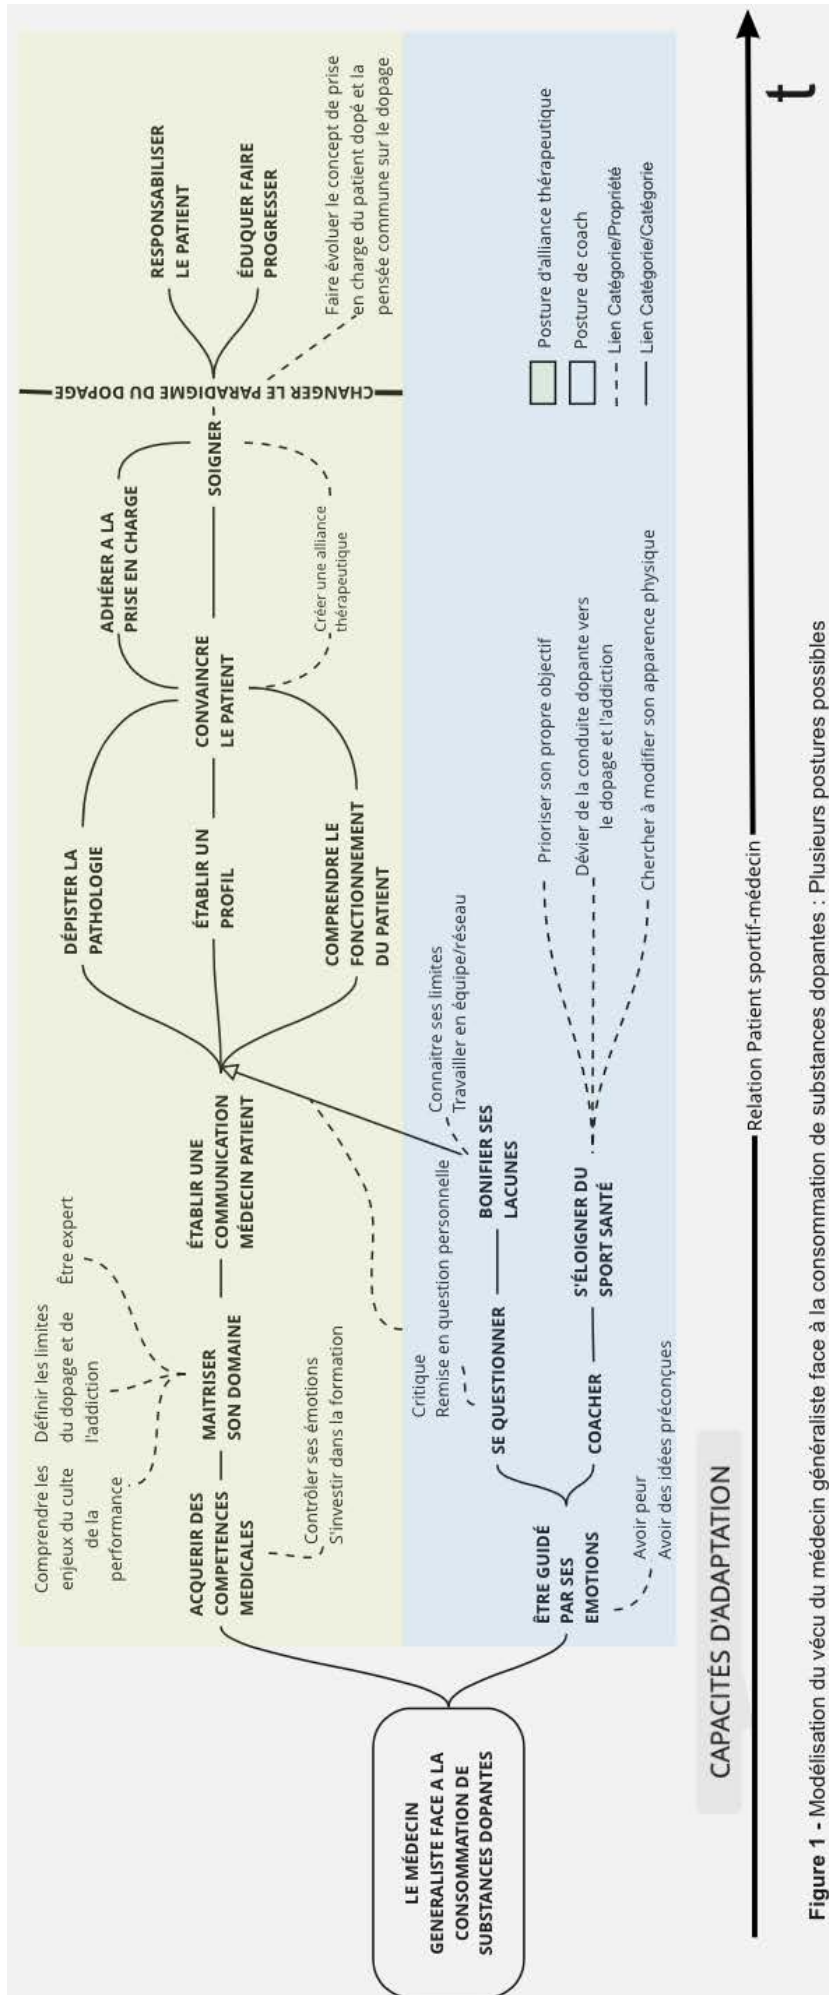 LE MÉDECIN
GENERALISTE FACE A LA
CONSOMMATION DE
SUBSTANCES DOPANTES
Comprendre les
enjeux du culte
de la
performance
Définir les limites
du dopage et de
l'addiction
Être expert
ACQUERIR DES
COMPETENCES
MEDICALES
MAITRISER
SON DOMAINE
ÉTABLIR UNE
COMMUNICATION
MÉDECIN PATIENT
Contrôler ses émotions
S'investir dans la formation
DÉPISTER LA
PATHOLOGIE
ÉTABLIR UN
PROFIL
COMPRENDRE LE
FONCTIONNEMENT
DU PATIENT
CONVAINCRE
LE PATIENT
ADHÉRER A LA
PRISE EN CHARGE
Créer une alliance
thérapeutique
SOIGNER
CHANGER LE PARADIGME DU DOPAGE
RESPONSABILISER
LE PATIENT
ÉDUQUER FAIRE
PROGRESSER
Faire évoluer le concept de prise
en charge du patient dopé et la
pensée commune sur le dopage
ÊTRE GUIDÉ
PAR SES
EMOTIONS
Avoir peur
Avoir des idées préconçues
Critique
Remise en question personnelle
SE QUESTIONNER
Connaitre ses limites
Travailler en équipe/réseau
BONIFIER SES
LACUNES
COACHER
S'ÉLOIGNER DU
SPORT SANTÉ
Prioriser son propre objectif
Dévier de la conduite dopante vers
le dopage et l'addiction
Chercher à modifier son apparence physique
Posture d'alliance thérapeutique
Posture de coach
Lien Catégorie/Propriété
Lien Catégorie/Catégorie
CAPACITÉS D'ADAPTATION
Relation Patient sportif-médecin
t
Figure 1 - Modélisation du vécu du médecin généraliste face à la consommation de substances dopantes : Plusieurs postures possibles